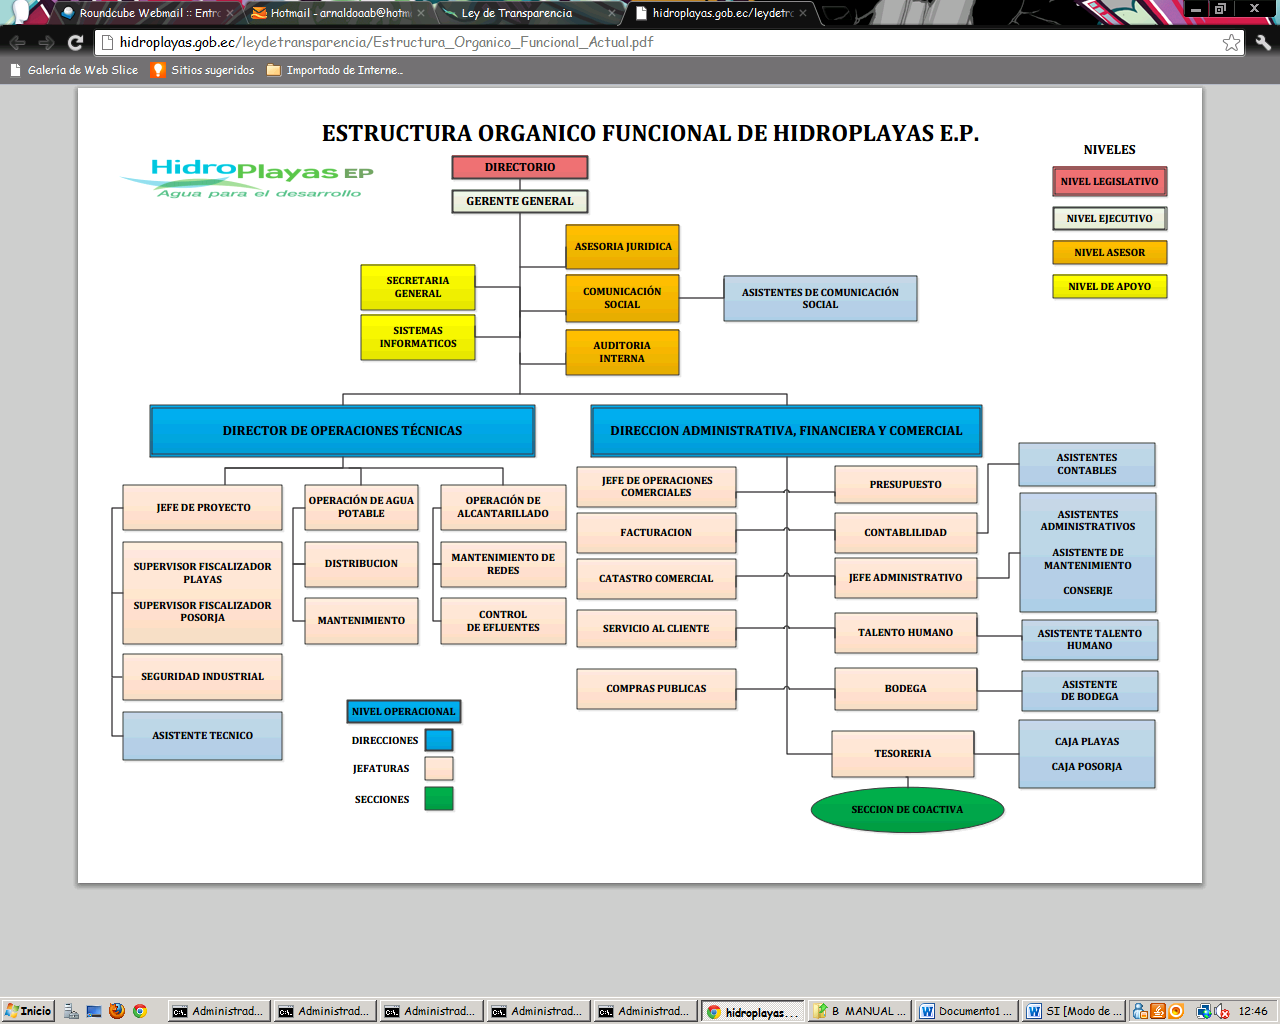 Roundcube Webmail :: Entr
Hotmail - arnaldoaab@hotm
Ley de Transparencia
hidroplayas.gob.ec/leydetr
hidroplayas.gob.ec/leydetransparencia/Estructura_Organico_Funcional_Actual.pdf
Galería de Web Slice
Sitios sugeridos
Importado de Interne...
ESTRUCTURA ORGANICO FUNCIONAL DE HIDROPLAYAS E.P.
HidroPlayas EP
Agua para el desarrollo
DIRECTORIO
GERENTE GENERAL
NIVELES
NIVEL LEGISLATIVO
NIVEL EJECUTIVO
NIVEL ASESOR
NIVEL DE APOYO
ASESORIA JURIDICA
SECRETARIA
GENERAL
COMUNICACIÓN
SOCIAL
ASISTENTES DE COMUNICACIÓN
SOCIAL
SISTEMAS
INFORMATICOS
AUDITORIA
INTERNA
DIRECTOR DE OPERACIONES TÉCNICAS
DIRECCION ADMINISTRATIVA, FINANCIERA Y COMERCIAL
JEFE DE PROYECTO
SUPERVISOR FISCALIZADOR
PLAYAS
SUPERVISOR FISCALIZADOR
POSORJA
SEGURIDAD INDUSTRIAL
ASISTENTE TECNICO
OPERACIÓN DE AGUA
POTABLE
DISTRIBUCION
MANTENIMIENTO
OPERACIÓN DE
ALCANTARILLADO
MANTENIMIENTO DE
REDES
CONTROL
DE EFLUENTES
JEFE DE OPERACIONES
COMERCIALES
FACTURACION
CATASTRO COMERCIAL
SERVICIO AL CLIENTE
COMPRAS PUBLICAS
PRESUPUESTO
CONTABLILIDAD
JEFE ADMINISTRATIVO
TALENTO HUMANO
BODEGA
TESORERIA
SECCION DE COACTIVA
ASISTENTES
CONTABLES
ASISTENTES
ADMINISTRATIVOS
ASISTENTE DE
MANTENIMIENTO
CONSERJE
ASISTENTE TALENTO
HUMANO
ASISTENTE
DE BODEGA
CAJA PLAYAS
CAJA POSORJA
NIVEL OPERACIONAL
DIRECCIONES
JEFATURAS
SECCIONES
Inicio
Administrad...
Administrad...
Administrad...
Administrad...
Administrad...
hidroplayas...
B MANUAL ...
Documento1 ...
SI [Modo de ...
12:46